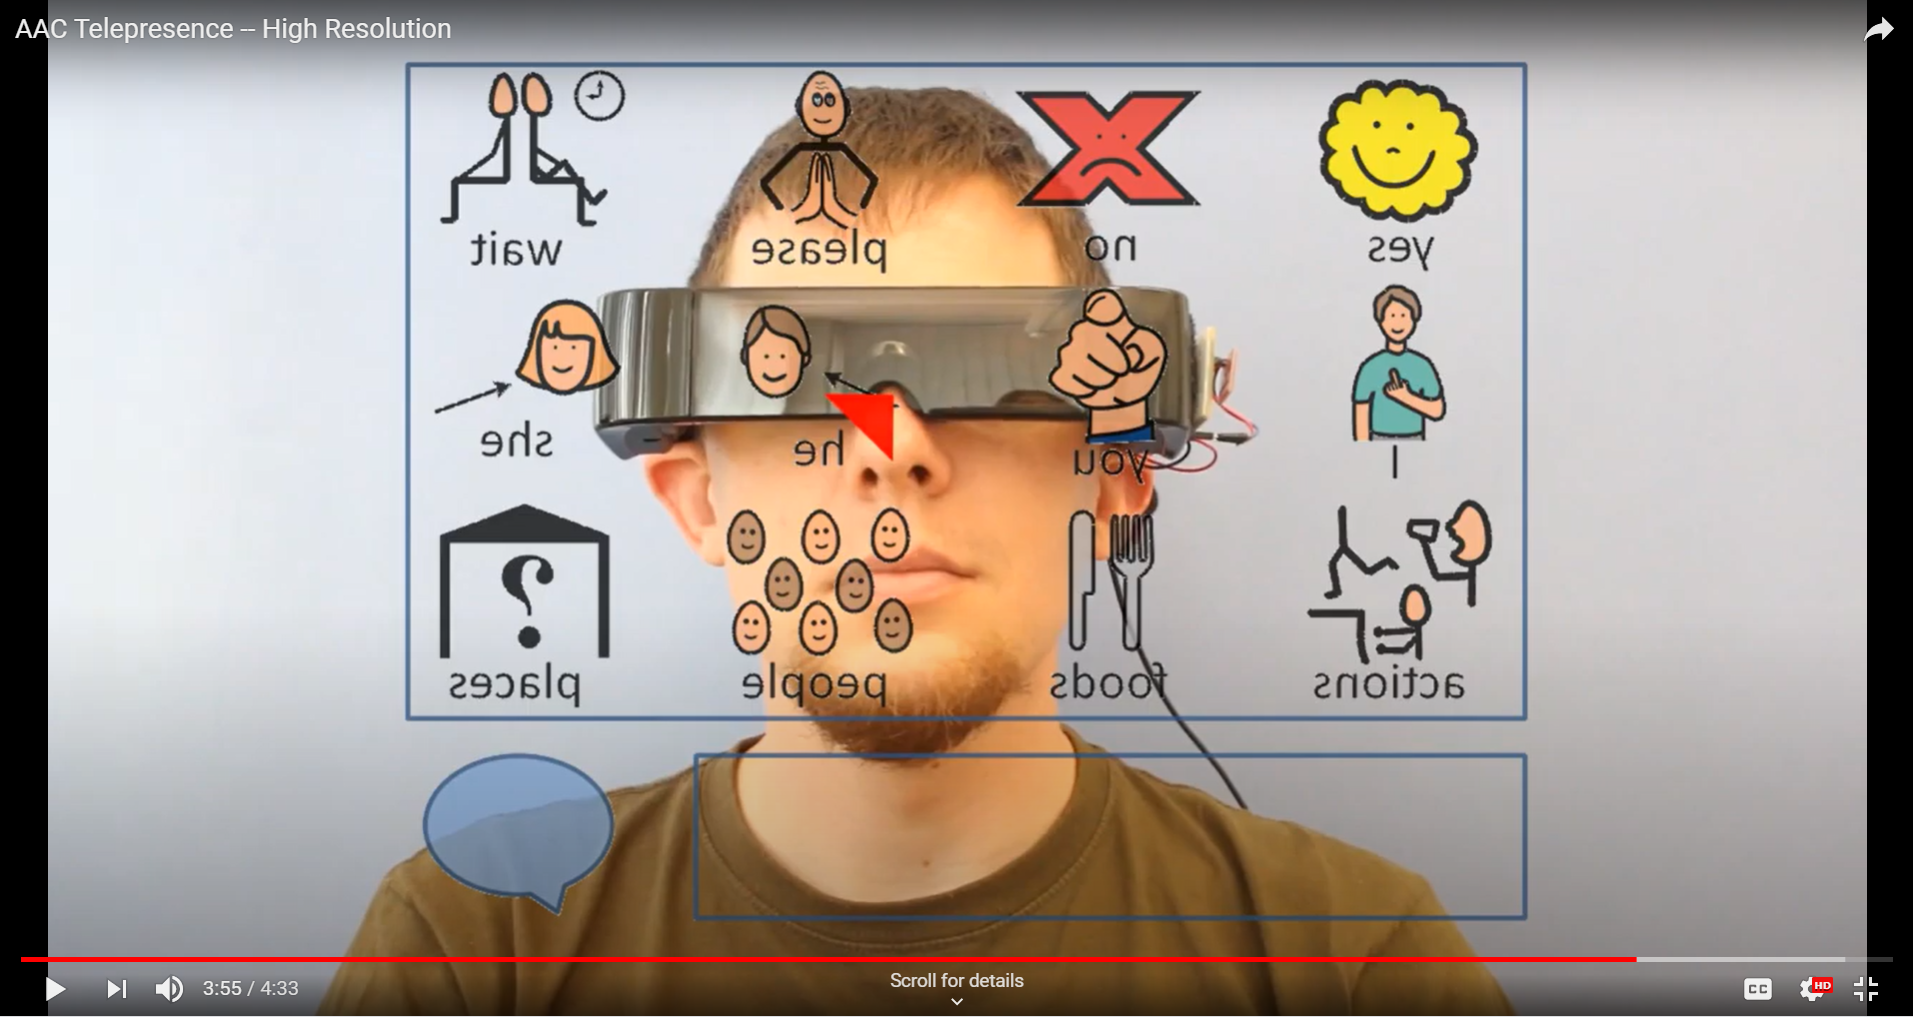 AAC Telepresence -- High Resolution
wait please no yes
she he you I
?
places people foods actions
3:55 / 4:33
Scroll for details
CC
HD